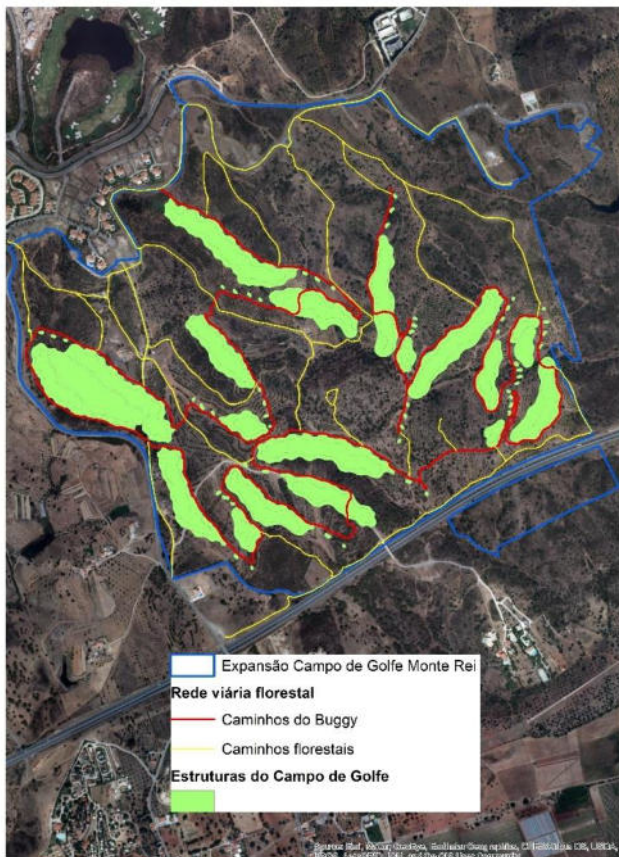 Expansão Campo de Golfe Monte Rei
Rede viária florestal
Caminhos do Buggy
Caminhos florestais
Estruturas do Campo de Golfe